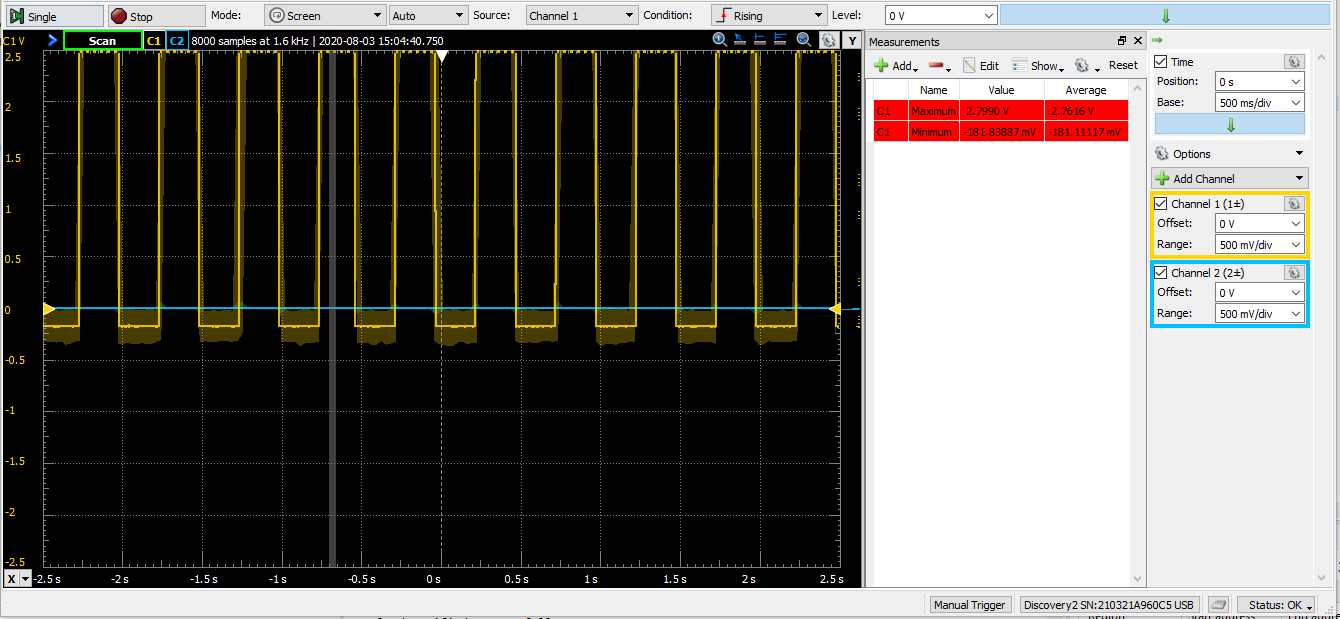 Single Stop Mode: Screen Auto Source: Channel 1 Condition: Rising Level: 0 V
C1 V Scan C1 C2 8000 samples at 1.6 kHz | 2020-08-03 15:04:40.750 Y
2.5
2
1.5
1
0.5
0
-0.5
-1
-1.5
-2
-2.5
X -2.5 s -2 s -1.5 s -1 s -0.5 s 0 s 0.5 s 1 s 1.5 s 2 s 2.5 s
Measurements
Add Edit Show Reset
Name Value Average
C1 Maximum 2.7990 V 2.7616 V
C1 Minimum -181.83887 mV -181.11117 mV
Time
Position: 0 s
Base: 500 ms/div
Options
Add Channel
Channel 1 (1±)
Offset: 0 V
Range: 500 mV/div
Channel 2 (2±)
Offset: 0 V
Range: 500 mV/div
Manual Trigger Discovery2 SN:210321A960C5 USB Status: OK